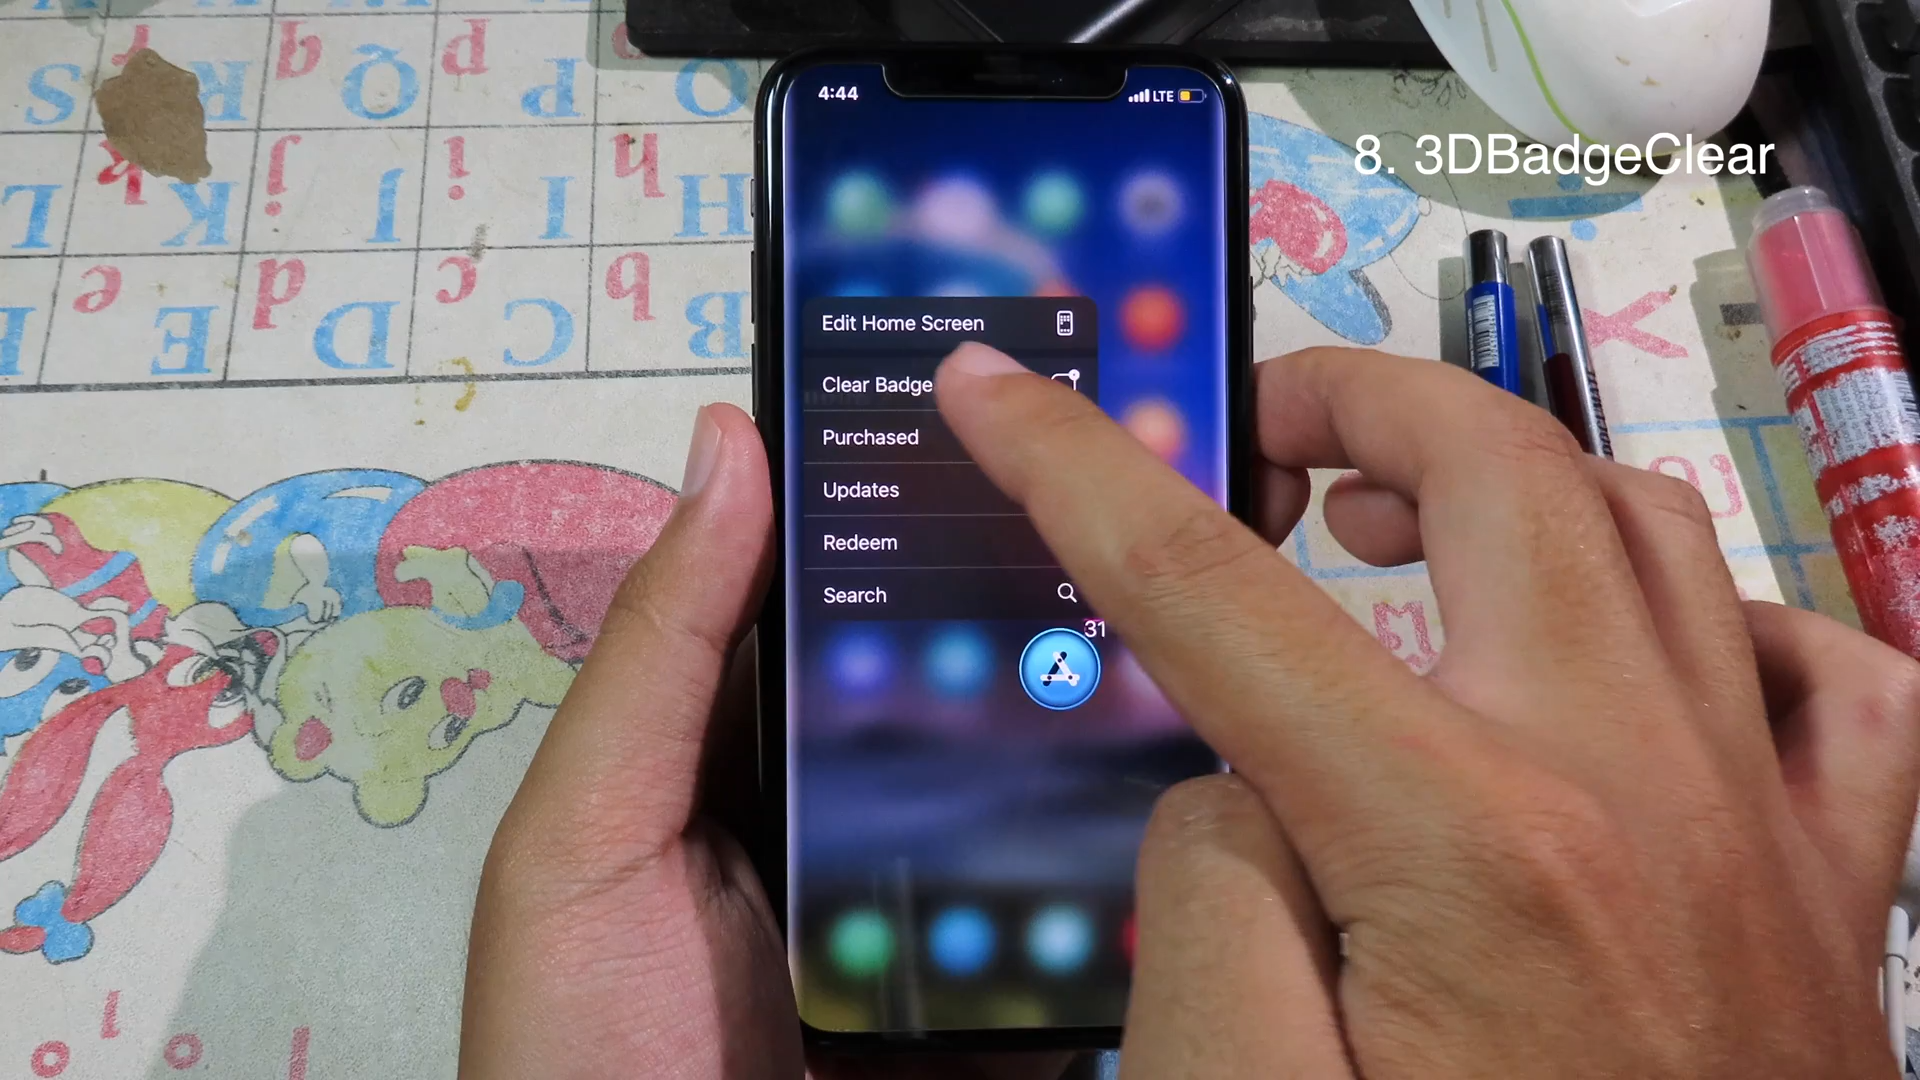 4:44
LTE
8. 3DBadgeClear
Edit Home Screen
Clear Badge
Purchased
Updates
Redeem
Search
31
S R q Q p P O
L k K j J i I h H
e E d D c C b B